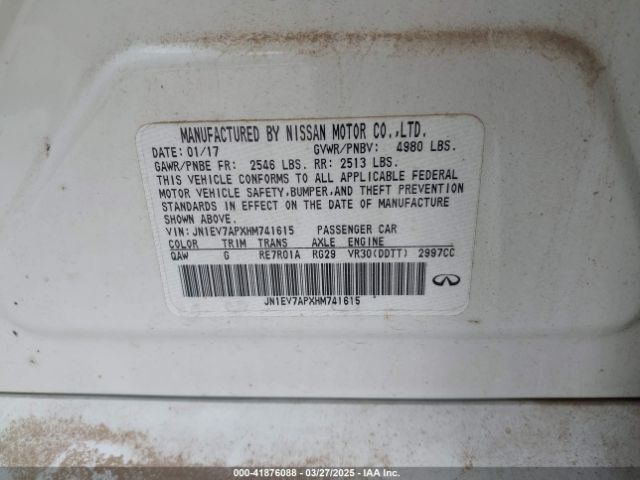 MANUFACTURED BY NISSAN MOTOR CO.,LTD.
DATE: 01/17 GVWR/PNBV: 4980 LBS.
GAWR/PNBE FR: 2546 LBS. RR: 2513 LBS.
THIS VEHICLE CONFORMS TO ALL APPLICABLE FEDERAL
MOTOR VEHICLE SAFETY,BUMPER,AND THEFT PREVENTION
STANDARDS IN EFFECT ON THE DATE OF MANUFACTURE
SHOWN ABOVE.
VIN: JN1EV7APXHM741615 PASSENGER CAR
COLOR TRIM TRANS AXLE ENGINE
QAW G RE7R01A RG29 VR30(DDTT) 2997CC
JN1EV7APXHM741615
000-41876088 — 03/27/2025 — IAA Inc.